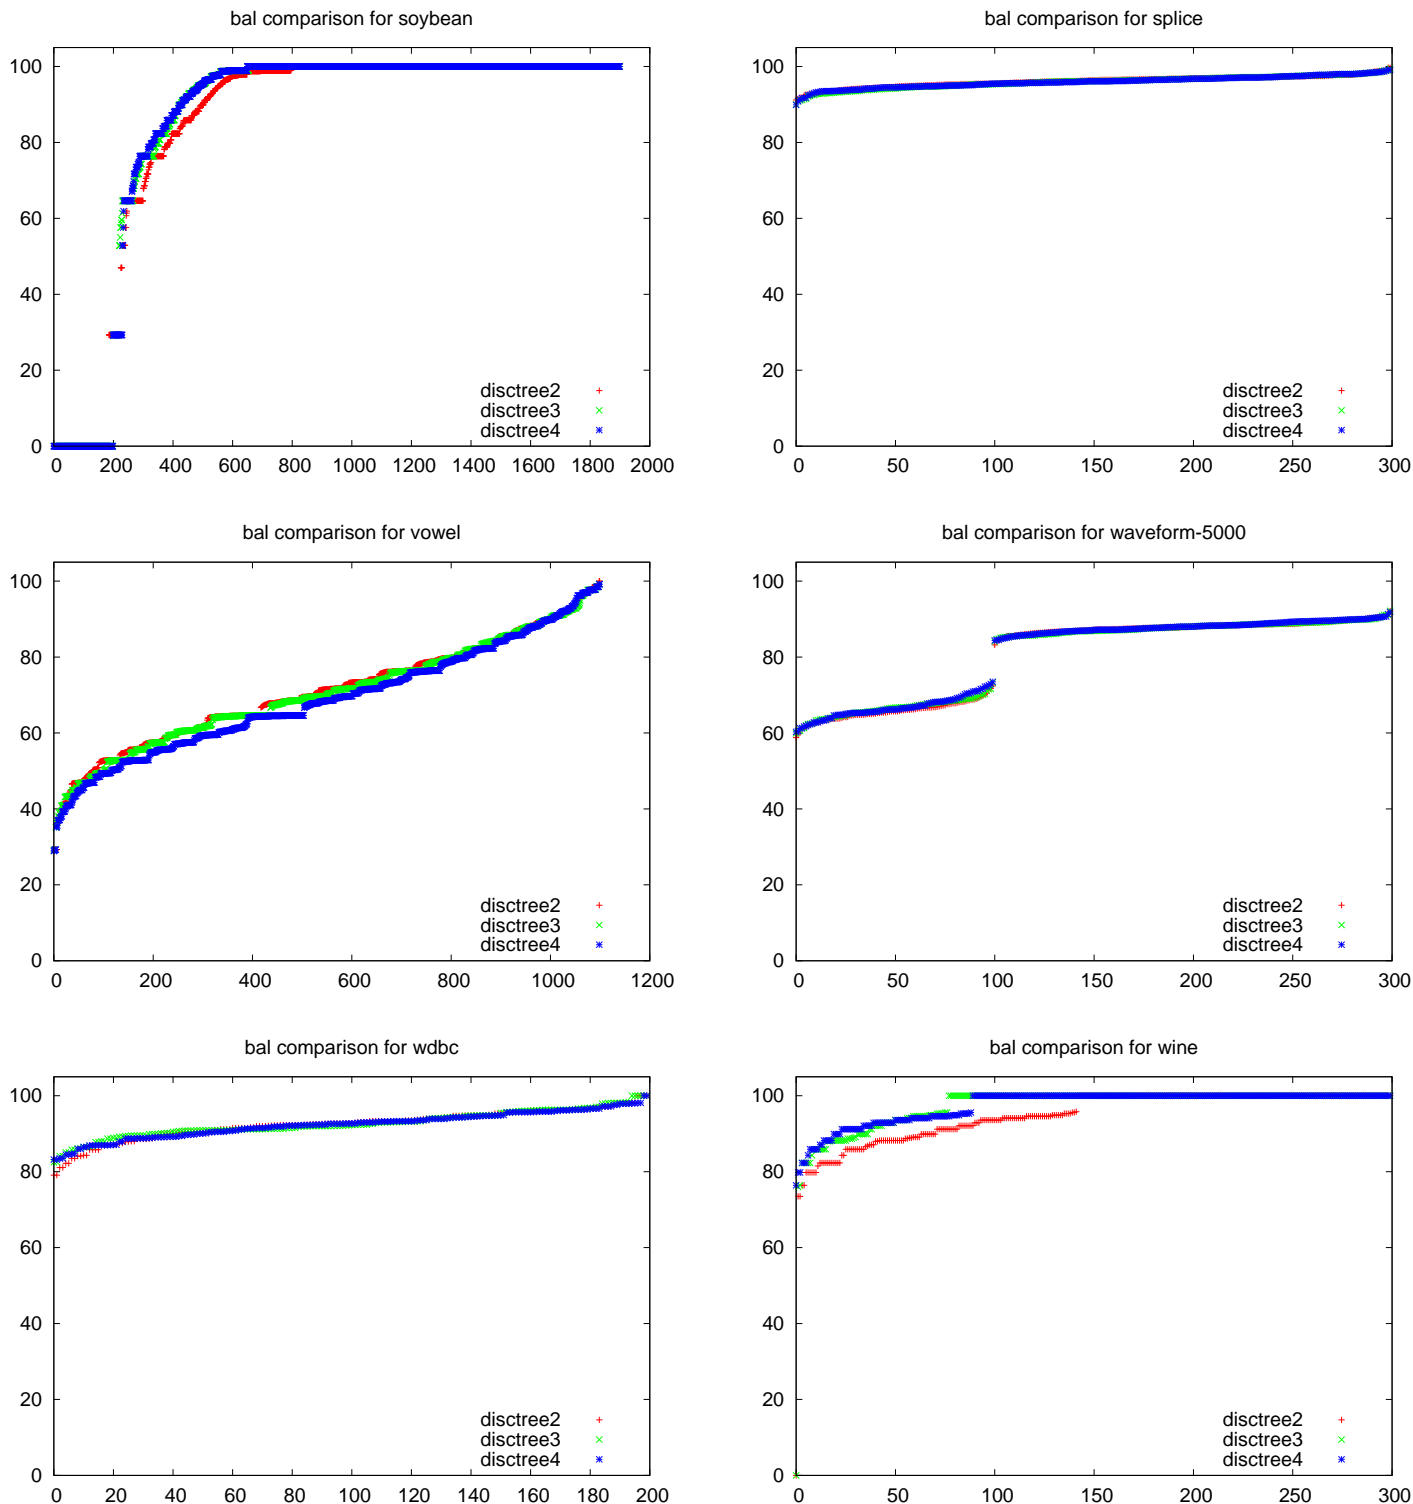 bal comparison for soybean
100
80
60
40
20
0
disctree2
disctree3
disctree4
0 200 400 600 800 1000 1200 1400 1600 1800 2000
bal comparison for splice
100
80
60
40
20
0
disctree2
disctree3
disctree4
0 50 100 150 200 250 300
bal comparison for vowel
100
80
60
40
20
0
disctree2
disctree3
disctree4
0 200 400 600 800 1000 1200
bal comparison for waveform-5000
100
80
60
40
20
0
disctree2
disctree3
disctree4
0 50 100 150 200 250 300
bal comparison for wdbc
100
80
60
40
20
0
disctree2
disctree3
disctree4
0 20 40 60 80 100 120 140 160 180 200
bal comparison for wine
100
80
60
40
20
0
disctree2
disctree3
disctree4
0 50 100 150 200 250 300